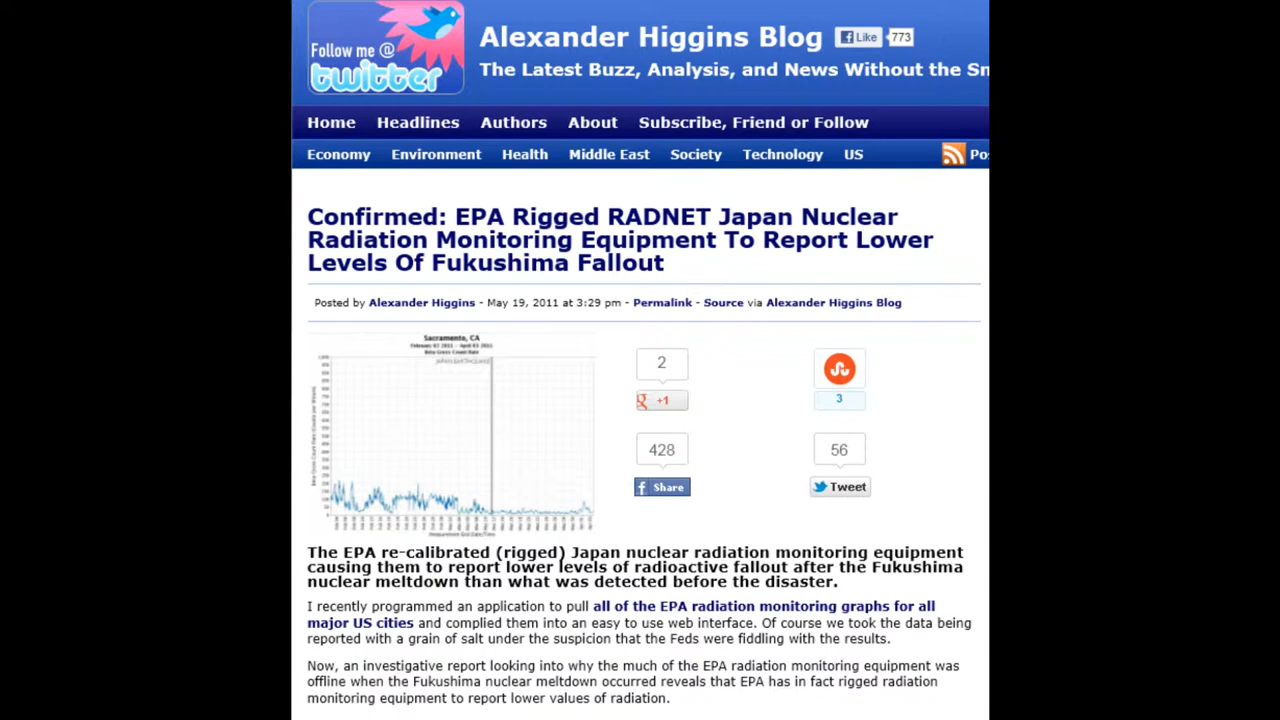 Follow me @
twitter
Alexander Higgins Blog
Like
773
The Latest Buzz, Analysis, and News Without the
Home Headlines Authors About Subscribe, Friend or Follow
Economy Environment Health Middle East Society Technology US
Confirmed: EPA Rigged RADNET Japan Nuclear
Radiation Monitoring Equipment To Report Lower
Levels Of Fukushima Fallout
Posted by Alexander Higgins - May 19, 2011 at 3:29 pm - Permalink - Source via Alexander Higgins Blog
Sacramento, CA
Beta Gross Count Rate
JAPAN EARTHQUAKE
Measurement End Date/Time
2
+1
428
Share
3
56
Tweet
The EPA re-calibrated (rigged) Japan nuclear radiation monitoring equipment
causing them to report lower levels of radioactive fallout after the Fukushima
nuclear meltdown than what was detected before the disaster.
I recently programmed an application to pull all of the EPA radiation monitoring graphs for all
major US cities and complied them into an easy to use web interface. Of course we took the data being
reported with a grain of salt under the suspicion that the Feds were fiddling with the results.
Now, an investigative report looking into why the much of the EPA radiation monitoring equipment was
offline when the Fukushima nuclear meltdown occurred reveals that EPA has in fact rigged radiation
monitoring equipment to report lower values of radiation.